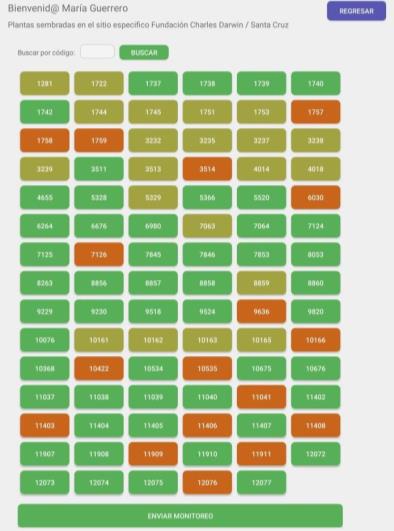 Bienvenid@ María Guerrero
REGRESAR
Plantas sembradas en el sitio específico Fundación Charles Darwin / Santa Cruz
Buscar por código:
BUSCAR
1281 1722 1737 1738 1739 1740
1742 1744 1745 1751 1753 1757
1758 1759 3232 3235 3237 3238
3239 3511 3513 3514 4014 4018
4655 5328 5329 5366 5520 6030
6264 6676 6980 7063 7064 7124
7125 7126 7845 7846 7853 8053
8263 8856 8857 8858 8859 8860
9229 9230 9518 9524 9636 9820
10076 10161 10162 10163 10165 10166
10368 10422 10534 10535 10675 10676
11037 11038 11039 11040 11041 11402
11403 11404 11405 11406 11407 11408
11907 11908 11909 11910 11911 12072
12073 12074 12075 12076 12077
ENVIAR MONITOREO